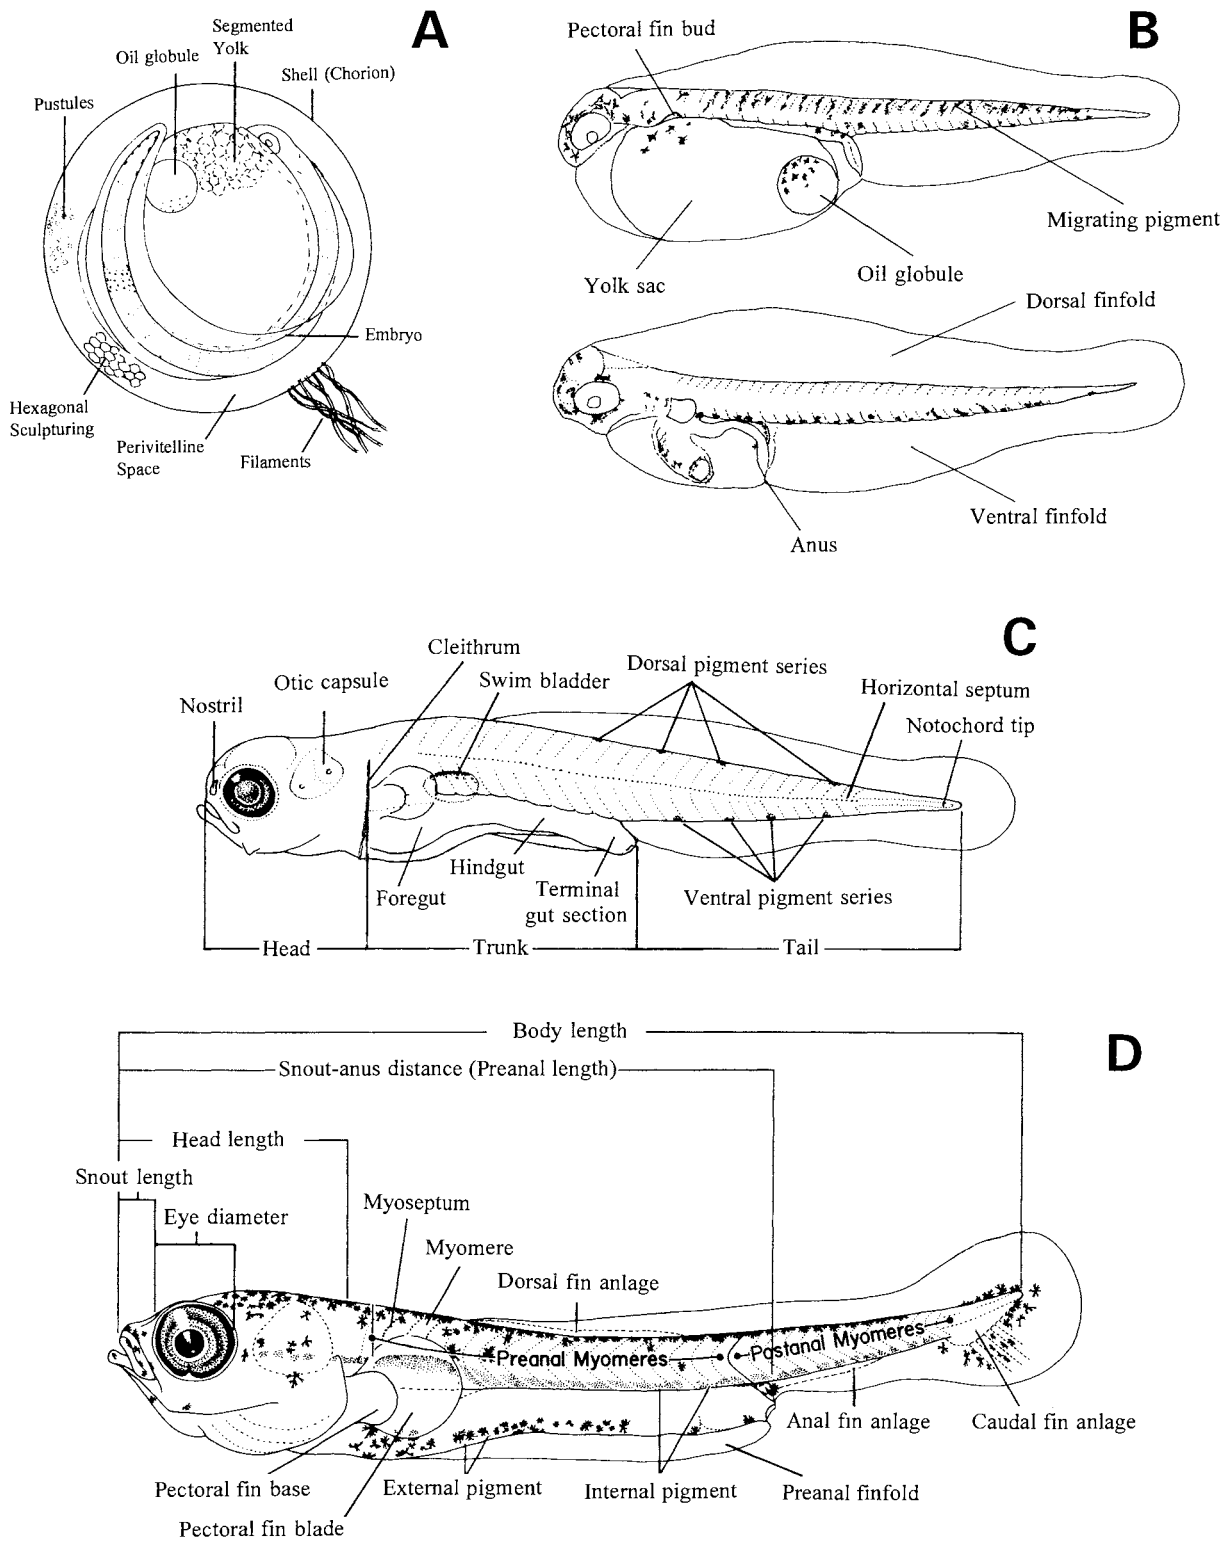 A
Segmented
Yolk
Oil globule
Shell (Chorion)
Pustules
Embryo
Hexagonal
Sculpturing
Perivitelline
Space
Filaments
B
Pectoral fin bud
Migrating pigment
Oil globule
Yolk sac
Dorsal finfold
Ventral finfold
Anus
C
Cleithrum
Otic capsule
Swim bladder
Dorsal pigment series
Horizontal septum
Nostril
Notochord tip
Hindgut
Foregut
Terminal
gut section
Ventral pigment series
Head
Trunk
Tail
D
Body length
Snout-anus distance (Preanal length)
Head length
Snout length
Eye diameter
Myoseptum
Myomere
Dorsal fin anlage
Preanal Myomeres
Postanal Myomeres
Anal fin anlage
Caudal fin anlage
Pectoral fin base
External pigment
Internal pigment
Preanal finfold
Pectoral fin blade